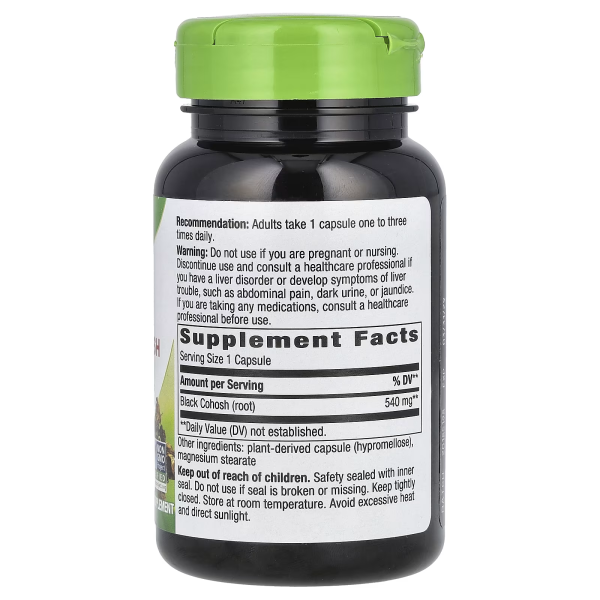 Recommendation: Adults take 1 capsule one to three
times daily.
Warning: Do not use if you are pregnant or nursing.
Discontinue use and consult a healthcare professional if
you have a liver disorder or develop symptoms of liver
trouble, such as abdominal pain, dark urine, or jaundice.
If you are taking any medications, consult a healthcare
professional before use.
Supplement Facts
Serving Size 1 Capsule
Amount per Serving % DV**
Black Cohosh (root) 540 mg**
**Daily Value (DV) not established.
Other ingredients: plant-derived capsule (hypromellose),
magnesium stearate
Keep out of reach of children. Safety sealed with inner
seal. Do not use if seal is broken or missing. Keep tightly
closed. Store at room temperature. Avoid excessive heat
and direct sunlight.
H
NON
GMO